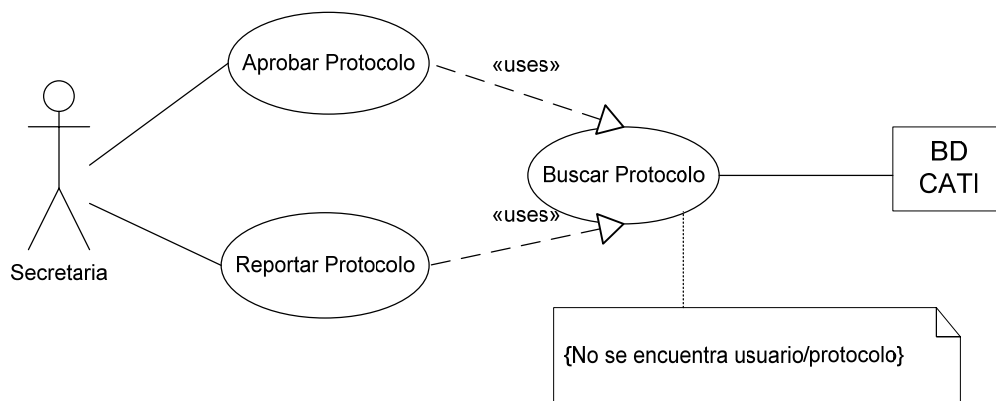 Aprobar Protocolo
«uses»
Buscar Protocolo
BD
CATI
«uses»
Reportar Protocolo
Secretaria
{No se encuentra usuario/protocolo}